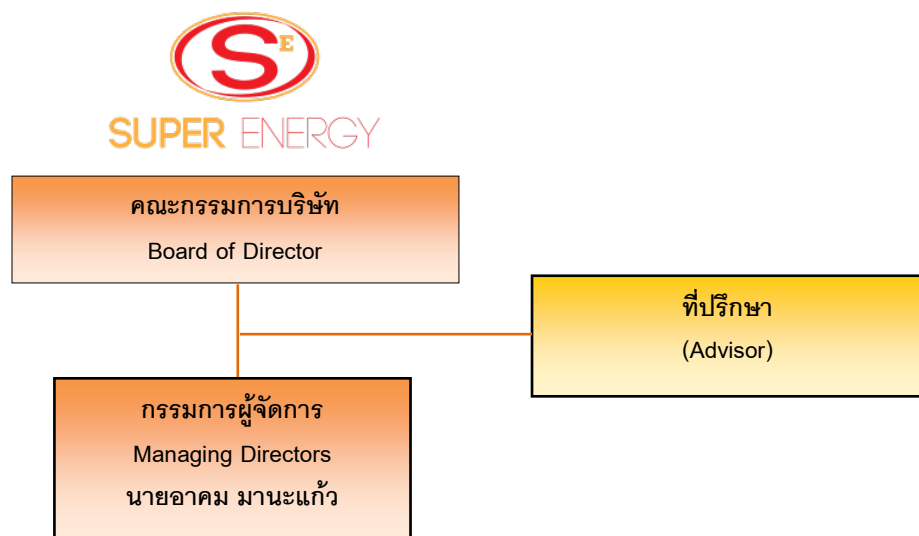 SE
SUPER ENERGY
คณะกรรมการบริษัท
Board of Director
ที่ปรึกษา
(Advisor)
กรรมการผู้จัดการ
Managing Directors
นายอาคม มานะแก้ว